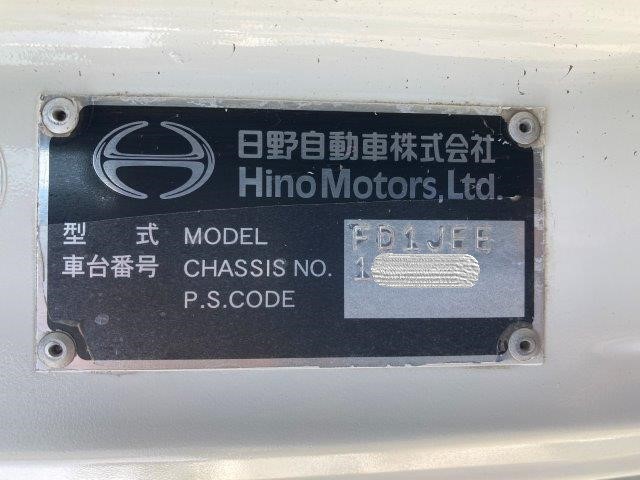 日野自動車株式会社
Hino Motors, Ltd.
型 式 MODEL FD1JEE
車台番号 CHASSIS NO. 1
P.S.CODE